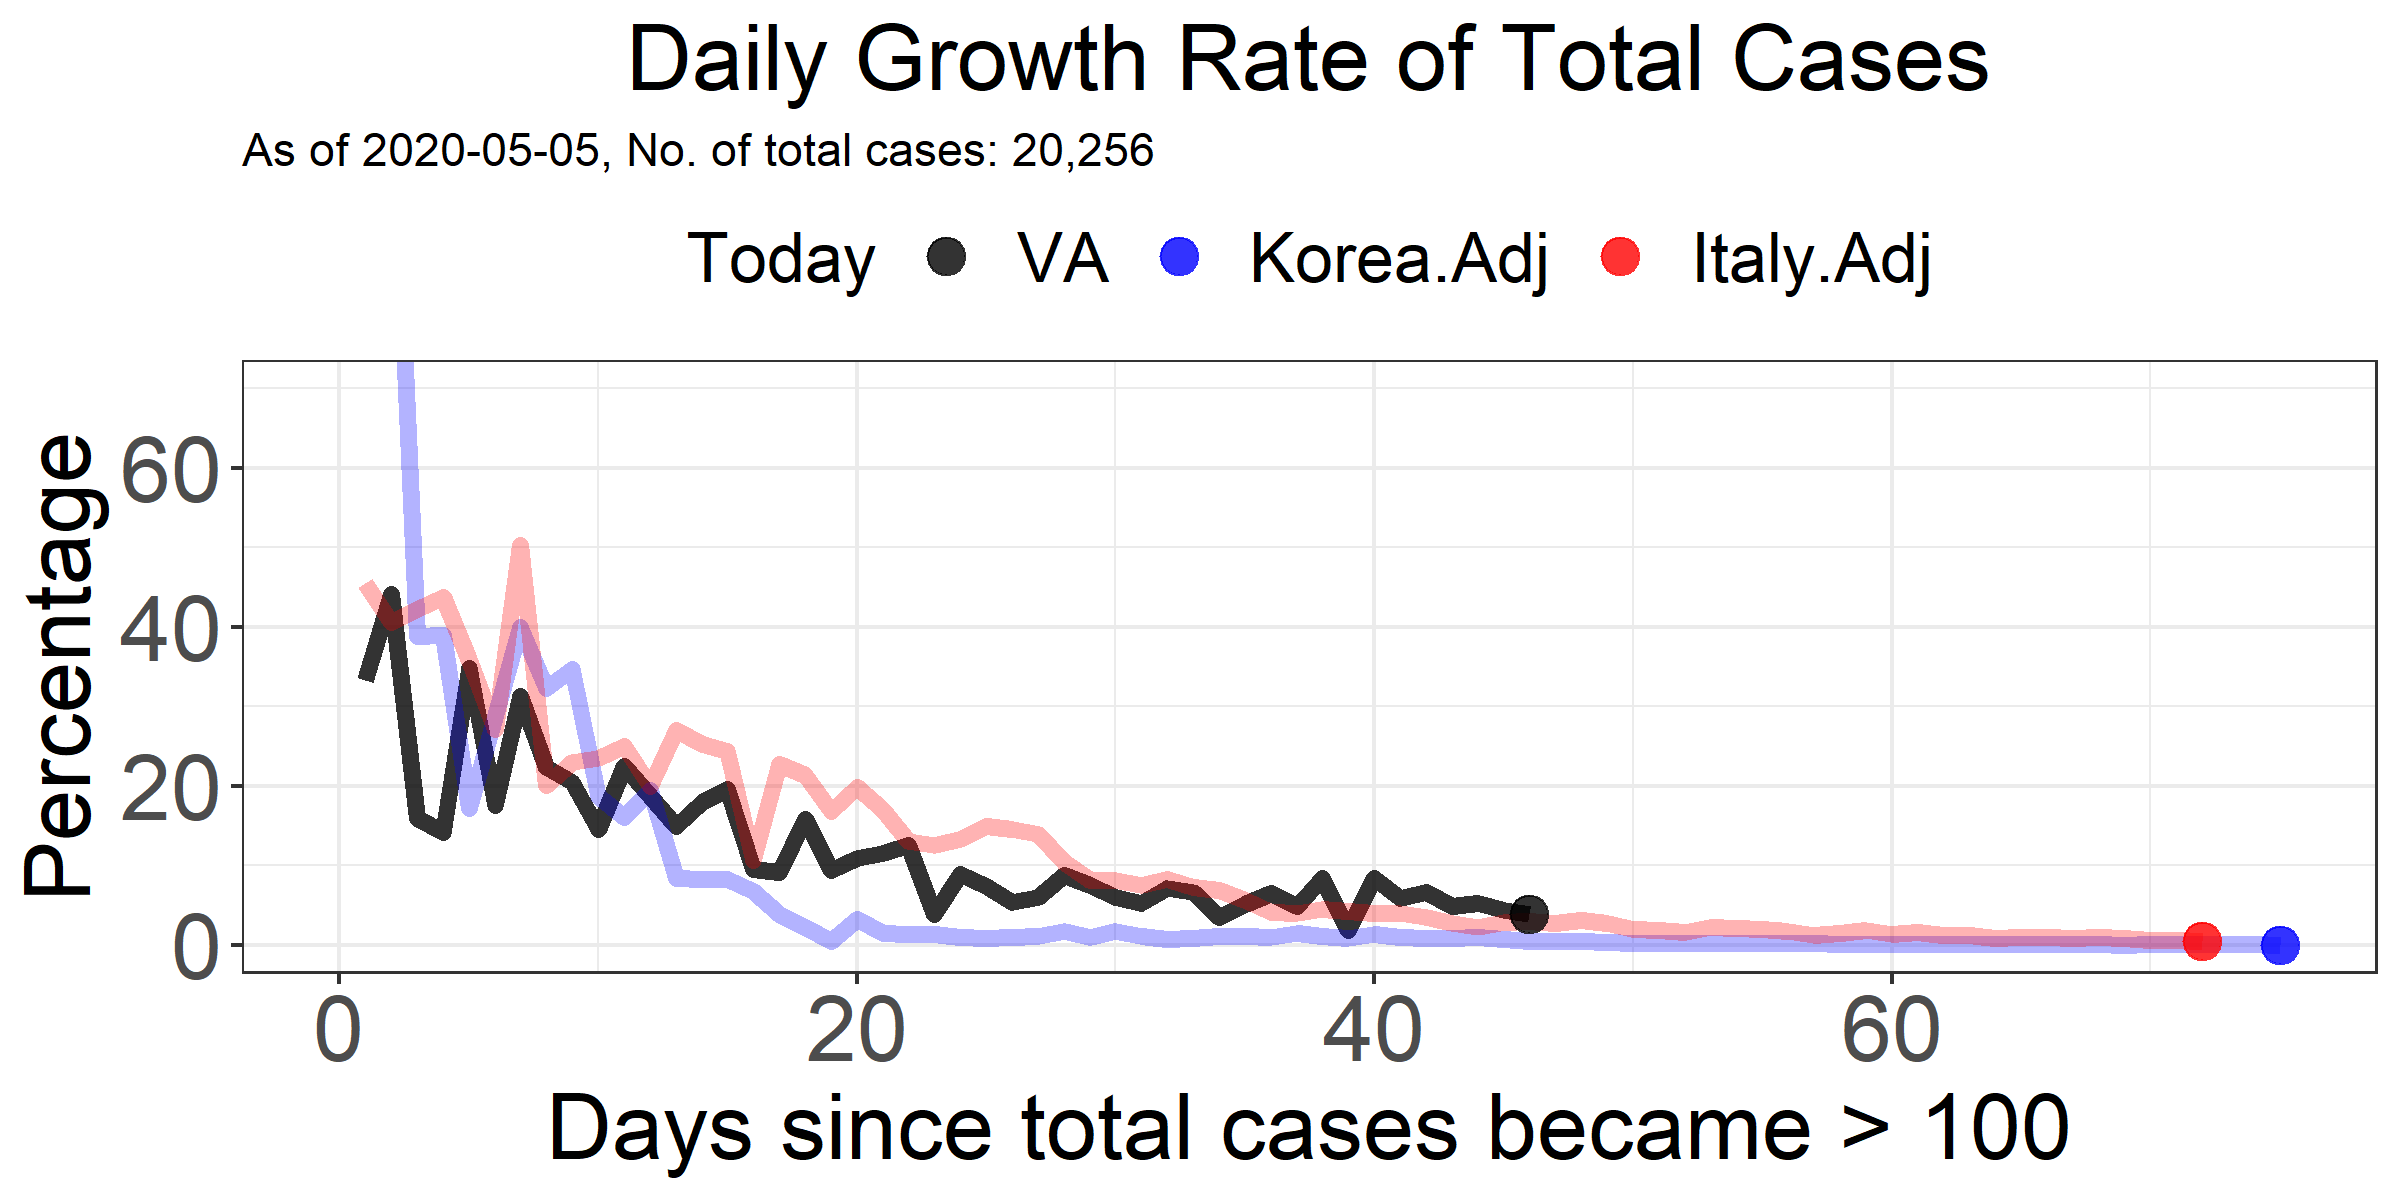 Daily Growth Rate of Total Cases
As of 2020-05-05, No. of total cases: 20,256
Today VA Korea.Adj Italy.Adj
Percentage
60
40
20
0
0 20 40 60
Days since total cases became > 100